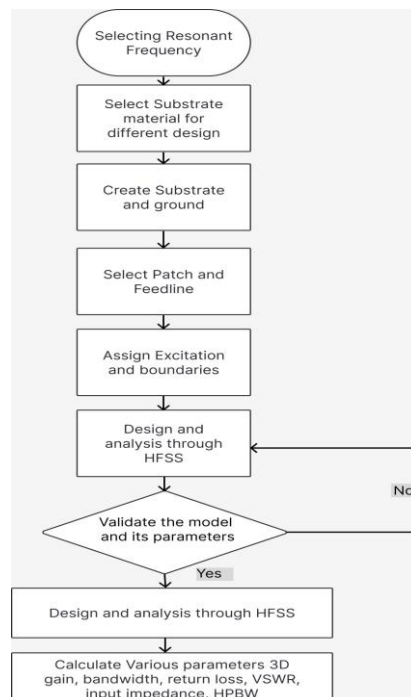 Selecting Resonant
Frequency
Select Substrate
material for
different design
Create Substrate
and ground
Select Patch and
Feedline
Assign Excitation
and boundaries
Design and
analysis through
HFSS
No
Validate the model
and its parameters
Yes
Design and analysis through HFSS
Calculate Various parameters 3D
gain, bandwidth, return loss, VSWR,
input impedance, HPBW